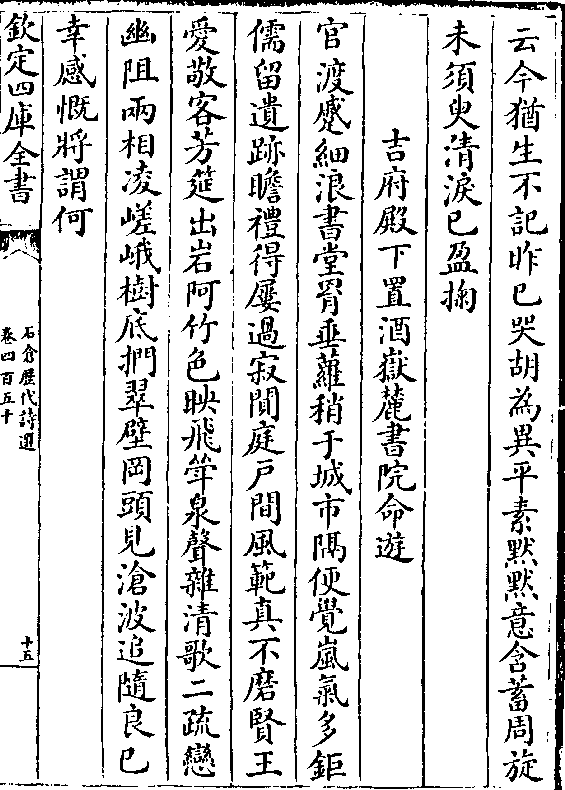 云今猶生不記昨已哭胡為異平素默默意含蓄周旋
未須臾清淚已盈掬
吉府殿下置酒嶽麓書院命遊
官渡蹙細浪書堂罥垂蘿稍于城市隔便覺嵐氣多鉅
儒留遺跡瞻禮得屢過寂閴庭戶間風範真不磨賢王
愛敬客芳筵出岩阿竹色映飛斝泉聲雜清歌二疏戀
幽阻兩相凌嵯峨樹底捫翠壁岡頭見滄波追隨良已
幸感慨將謂何
欽定四庫全書
石倉歷代詩選
卷四百五十
十五